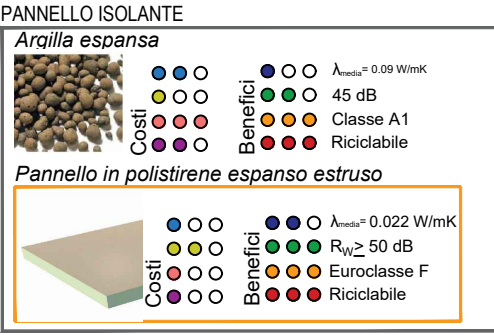 PANNELLO ISOLANTE
Argilla espansa
Costi
Benefici
λmedia= 0.09 W/mK
45 dB
Classe A1
Riciclabile
Pannello in polistirene espanso estruso
Costi
Benefici
λmedia= 0.022 W/mK
RW≥ 50 dB
Euroclasse F
Riciclabile